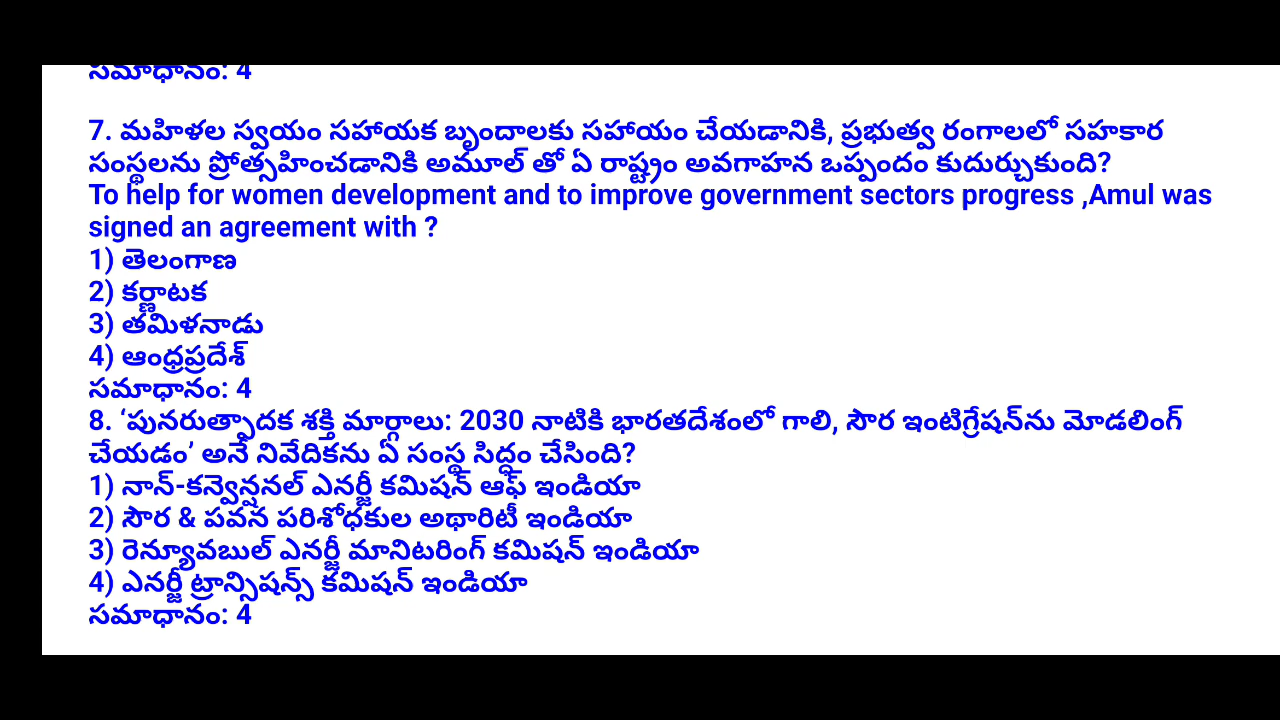 సమాధానం: 4
7. మహిళల స్వయం సహాయక బృందాలకు సహాయం చేయడానికి, ప్రభుత్వ రంగాలలో సహకార
సంస్థలను ప్రోత్సహించడానికి అమూల్ తో ఏ రాష్ట్రం అవగాహన ఒప్పందం కుదుర్చుకుంది?
To help for women development and to improve government sectors progress ,Amul was
signed an agreement with ?
1) తెలంగాణ
2) కర్ణాటక
3) తమిళనాడు
4) ఆంధ్రప్రదేశ్
సమాధానం: 4
8. ‘పునరుత్పాదక శక్తి మార్గాలు: 2030 నాటికి భారతదేశంలో గాలి, సౌర ఇంటిగ్రేషన్‌ను మోడలింగ్
చేయడం’ అనే నివేదికను ఏ సంస్థ సిద్ధం చేసింది?
1) నాన్-కన్వెన్షనల్ ఎనర్జీ కమిషన్ ఆఫ్ ఇండియా
2) సౌర & పవన పరిశోధకుల అథారిటీ ఇండియా
3) రెన్యూవబుల్ ఎనర్జీ మానిటరింగ్ కమిషన్ ఇండియా
4) ఎనర్జీ ట్రాన్సిషన్స్ కమిషన్ ఇండియా
సమాధానం: 4